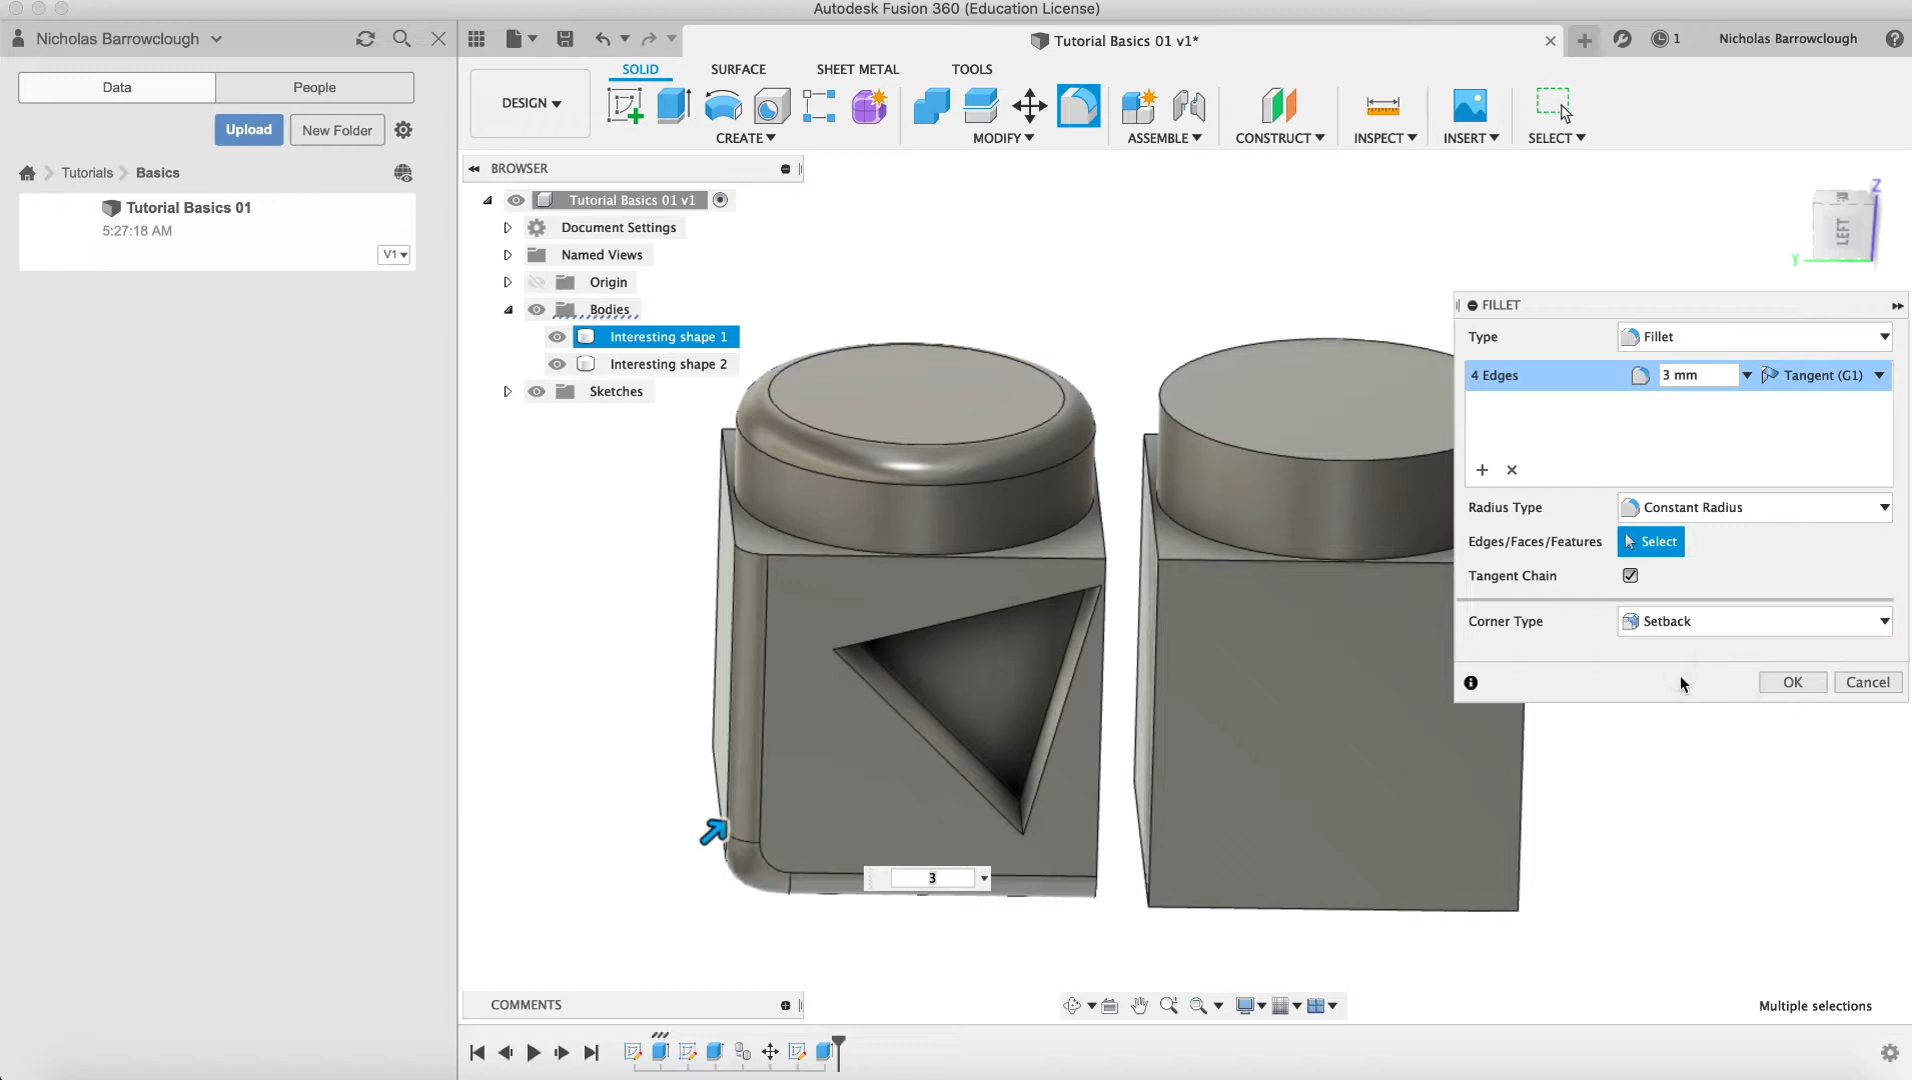 Autodesk Fusion 360 (Education License)
Nicholas Barrowclough
Tutorial Basics 01 v1*
1
Nicholas Barrowclough
Data
People
Upload
New Folder
Tutorials
Basics
Tutorial Basics 01
5:27:18 AM
V1
DESIGN
SOLID
SURFACE
SHEET METAL
TOOLS
CREATE
MODIFY
ASSEMBLE
CONSTRUCT
INSPECT
INSERT
SELECT
BROWSER
Tutorial Basics 01 v1
Document Settings
Named Views
Origin
Bodies
Interesting shape 1
Interesting shape 2
Sketches
Z
LEFT
Y
FILLET
Type
Fillet
4 Edges
3 mm
Tangent (G1)
Radius Type
Constant Radius
Edges/Faces/Features
Select
Tangent Chain
Corner Type
Setback
OK
Cancel
3
COMMENTS
Multiple selections